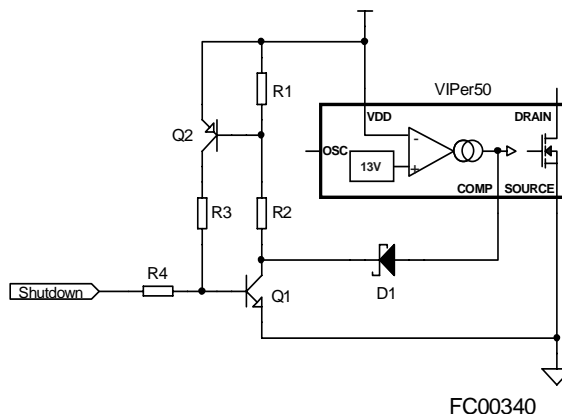 VIPer50
R1
VDD
DRAIN
Q2
OSC
-
13V
+
COMP
SOURCE
R3
R2
R4
D1
Shutdown
Q1
FC00340